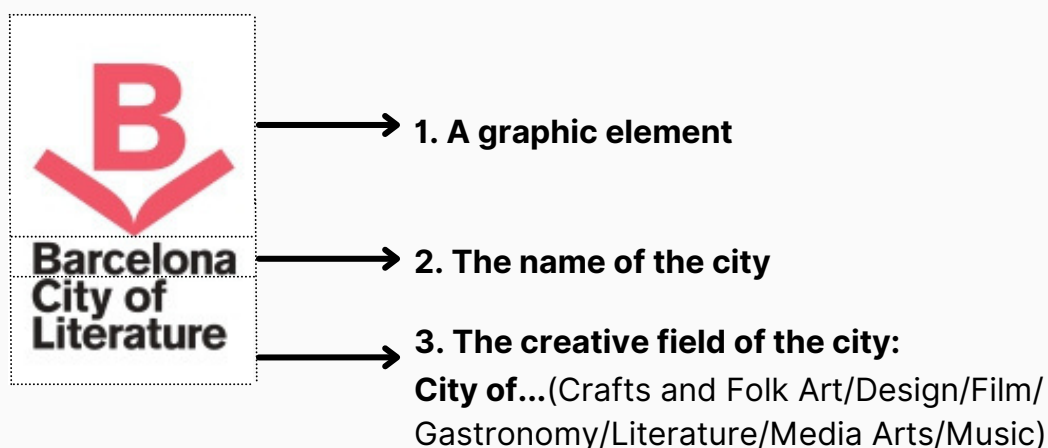 B
1. A graphic element
Barcelona
2. The name of the city
City of
Literature
3. The creative field of the city:
City of...(Crafts and Folk Art/Design/Film/
Gastronomy/Literature/Media Arts/Music)